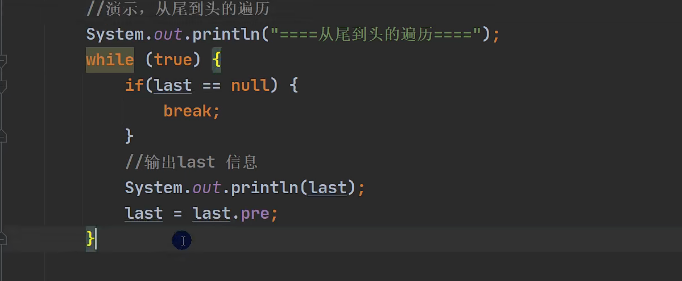 //演示，从尾到头的遍历
System.out.println("====从尾到头的遍历====");
while (true) {
if(last == null) {
break;
}
//输出last 信息
System.out.println(last);
last = last.pre;
}